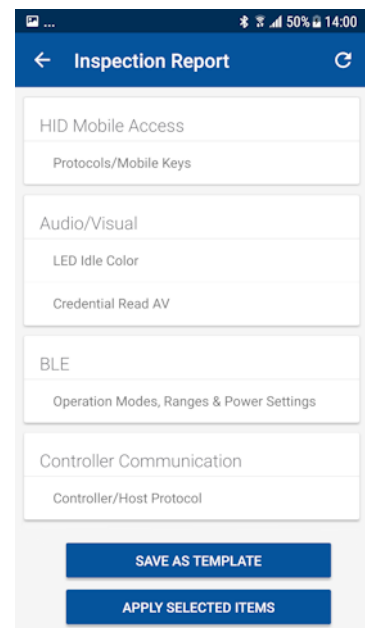 ... 50% 14:00
Inspection Report
HID Mobile Access
Protocols/Mobile Keys
Audio/Visual
LED Idle Color
Credential Read AV
BLE
Operation Modes, Ranges & Power Settings
Controller Communication
Controller/Host Protocol
SAVE AS TEMPLATE
APPLY SELECTED ITEMS